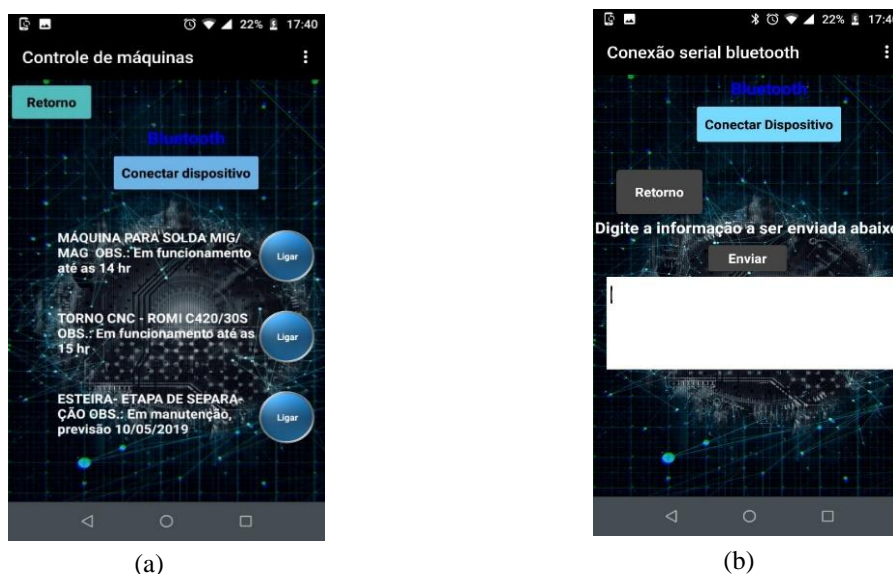 22% 17:40
Controle de máquinas
Retorno
Bluetooth
Conectar dispositivo
MÁQUINA PARA SOLDA MIG/
MAG OBS.: Em funcionamento
até as 14 hr
Ligar
TORNO CNC - ROMI C420/30S
OBS.: Em funcionamento até as
15 hr
Ligar
ESTEIRA- ETAPA DE SEPARA-
ÇÃO OBS.: Em manutenção,
previsão 10/05/2019
Ligar
(a)
22% 17:40
Conexão serial bluetooth
Bluetooth
Conectar Dispositivo
Retorno
Digite a informação a ser enviada abaixo
Enviar
(b)